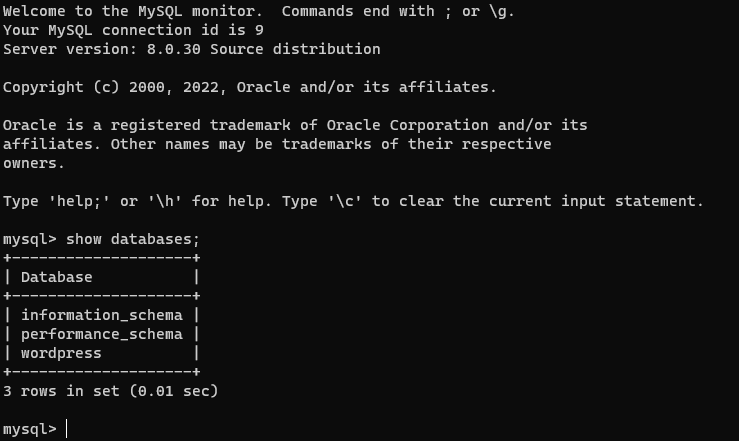 Welcome to the MySQL monitor.  Commands end with ; or \g.
Your MySQL connection id is 9
Server version: 8.0.30 Source distribution

Copyright (c) 2000, 2022, Oracle and/or its affiliates.

Oracle is a registered trademark of Oracle Corporation and/or its
affiliates. Other names may be trademarks of their respective
owners.

Type 'help;' or '\h' for help. Type '\c' to clear the current input statement.

mysql> show databases;
+--------------------+
| Database           |
+--------------------+
| information_schema |
| performance_schema |
| wordpress          |
+--------------------+
3 rows in set (0.01 sec)

mysql>